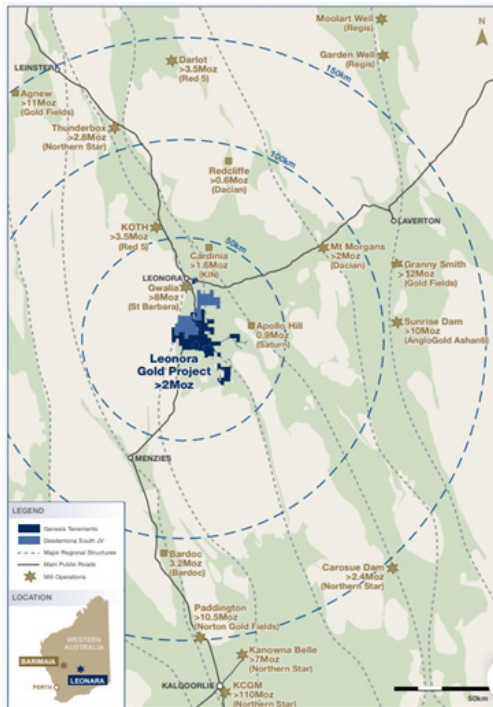 Moolart Well
(Regis)
N
Garden Well
(Regis)
150km
Darlot
>3.5Moz
(Red 5)
LEINSTER
Agnew
>11Moz
(Gold Fields)
Thunderbox
>2.8Moz
(Northern Star)
100km
Redcliffe
>0.6Moz
(Dacian)
LAVERTON
KOTH
>3.5Moz
(Red 5)
50km
Cardinia
>1.6Moz
(KIN)
Mt Morgans
>2Moz
(Dacian)
Granny Smith
>12Moz
(Gold Fields)
LEONORA
Gwalia
>8Moz
(St Barbara)
Apollo Hill
0.9Moz
(Saturn)
Sunrise Dam
>10Moz
(AngloGold Ashanti)
Leonora
Gold Project
>2Moz
MENZIES
LEGEND
Genesis Tenements
Desdemona South JV
Major Regional Structures
Main Public Roads
Mill Operations
LOCATION
WESTERN
AUSTRALIA
BARIMAIA
LEONARA
PERTH
Bardoc
3.2Moz
(Bardoc)
Carosue Dam
>2.4Moz
(Northern Star)
Paddington
>10.5Moz
(Norton Gold Fields)
Kanowna Belle
>7Moz
(Northern Star)
KALGOORLIE
KCGM
>110Moz
(Northern Star)
50km